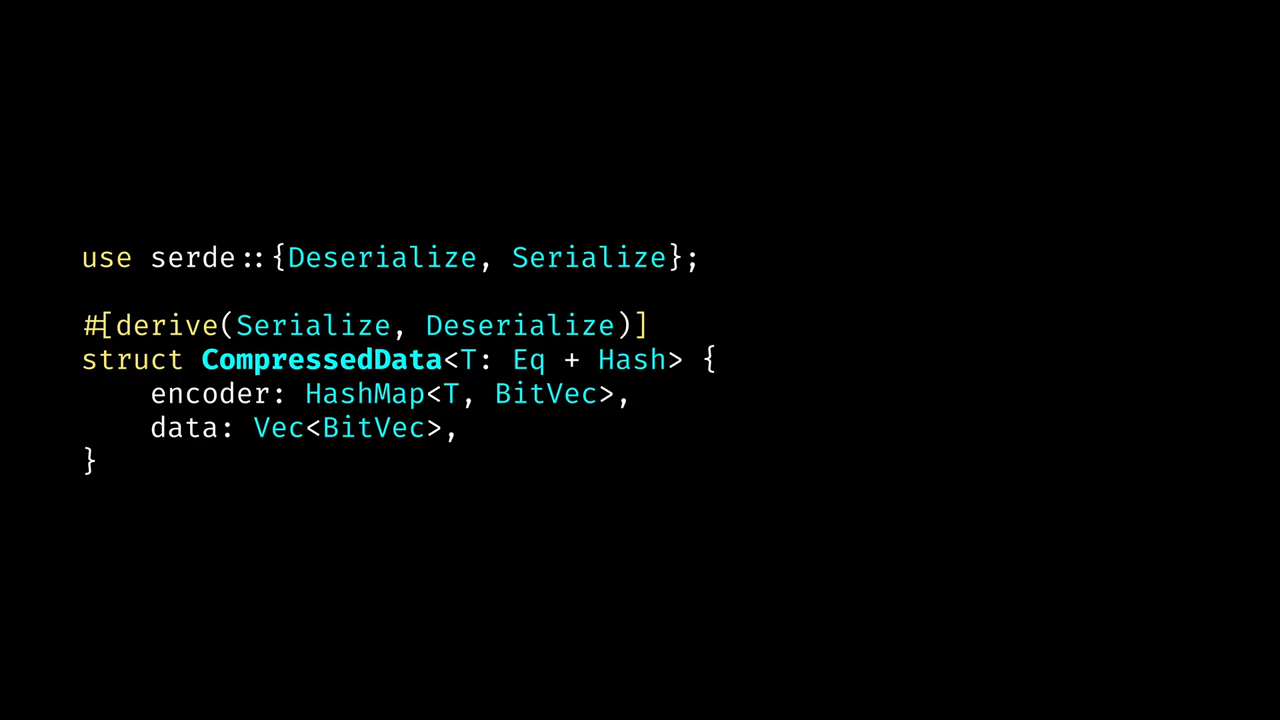 use serde::{Deserialize, Serialize};
#[derive(Serialize, Deserialize)]
struct CompressedData<T: Eq + Hash> {
    encoder: HashMap<T, BitVec>,
    data: Vec<BitVec>,
}